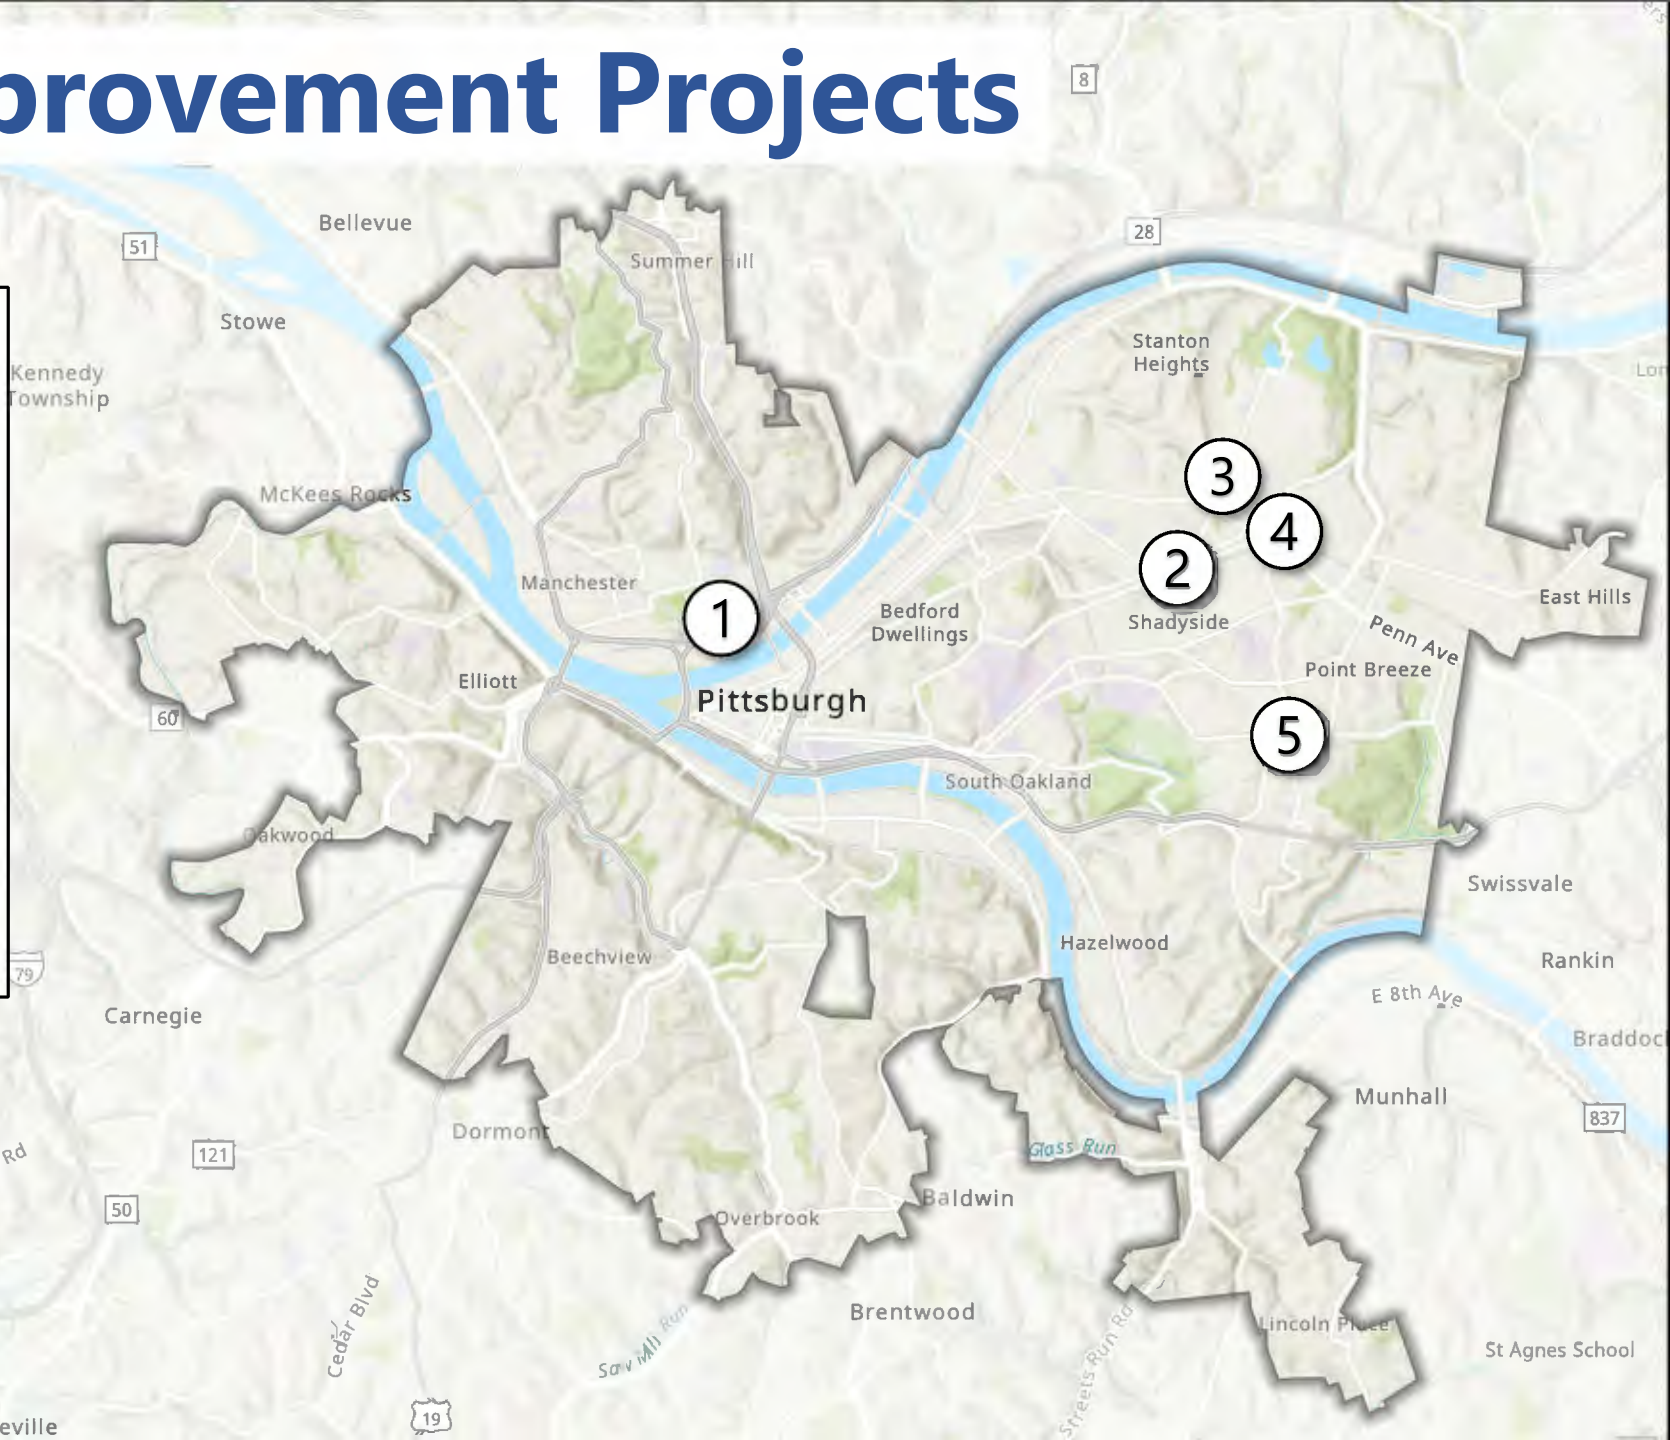 provement Projects
8
Bellevue
51
28
Summer Hill
Stowe
Stanton
Heights
Kennedy
Township
Lon
3
McKees Rocks
4
2
Manchester
1
Bedford
Dwellings
East Hills
Shadyside
Penn Ave
Point Breeze
Elliott
Pittsburgh
60
5
South Oakland
Oakwood
Swissvale
Hazelwood
Beechview
Rankin
79
E 8th Ave
Carnegie
Braddoc
Munhall
837
Dormont
Glass Run
121
Rd
Baldwin
50
Overbrook
Cedar Blvd
Brentwood
Run
Streets Run Rd
Lincoln Place
St Agnes School
19
eville